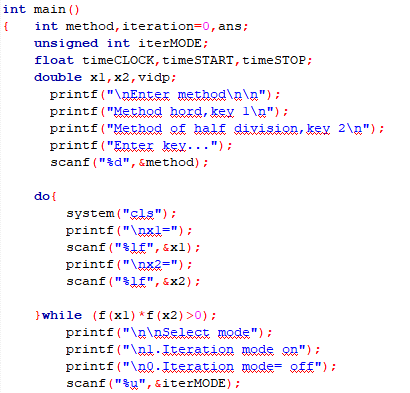 int main()
{   int method,iteration=0,ans;
    unsigned int iterMODE;
    float timeCLOCK,timeSTART,timeSTOP;
    double x1,x2,vidp;
      printf("\nEnter method\n\n");
      printf("Method hord,key 1\n");
      printf("Method of half division,key 2\n");
      printf("Enter key...");
      scanf("%d",&method);
    do{
        system("cls");
        printf("\nx1=");
        scanf("%lf",&x1);
        printf("\nx2=");
        scanf("%lf",&x2);
    }while (f(x1)*f(x2)>0);
        printf("\n\nSelect mode");
        printf("\n1.Iteration mode on");
        printf("\n0.Iteration mode= off");
        scanf("%u",&iterMODE);